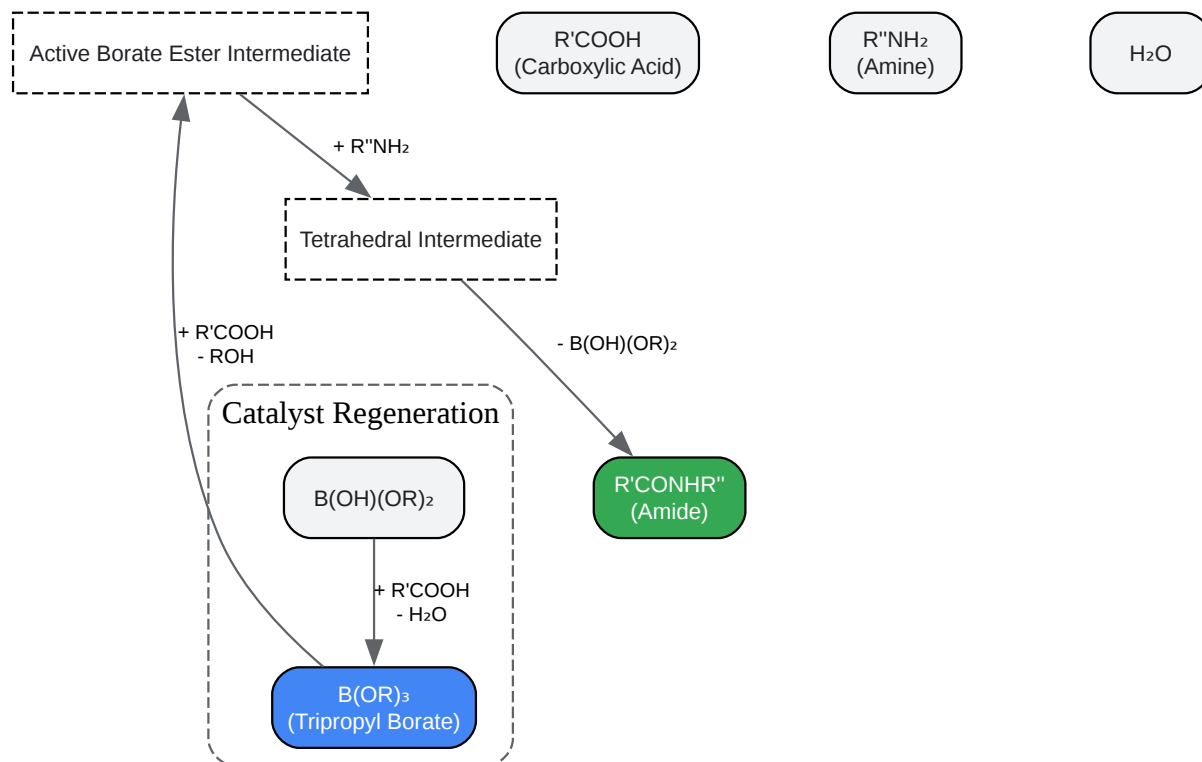 Active Borate Ester Intermediate
R'COOH
(Carboxylic Acid)
R''NH₂
(Amine)
H₂O
+ R''NH₂
Tetrahedral Intermediate
+ R'COOH
- ROH
- B(OH)(OR)₂
Catalyst Regeneration
B(OH)(OR)₂
R'CONHR''
(Amide)
+ R'COOH
- H₂O
B(OR)₃
(Tripropyl Borate)